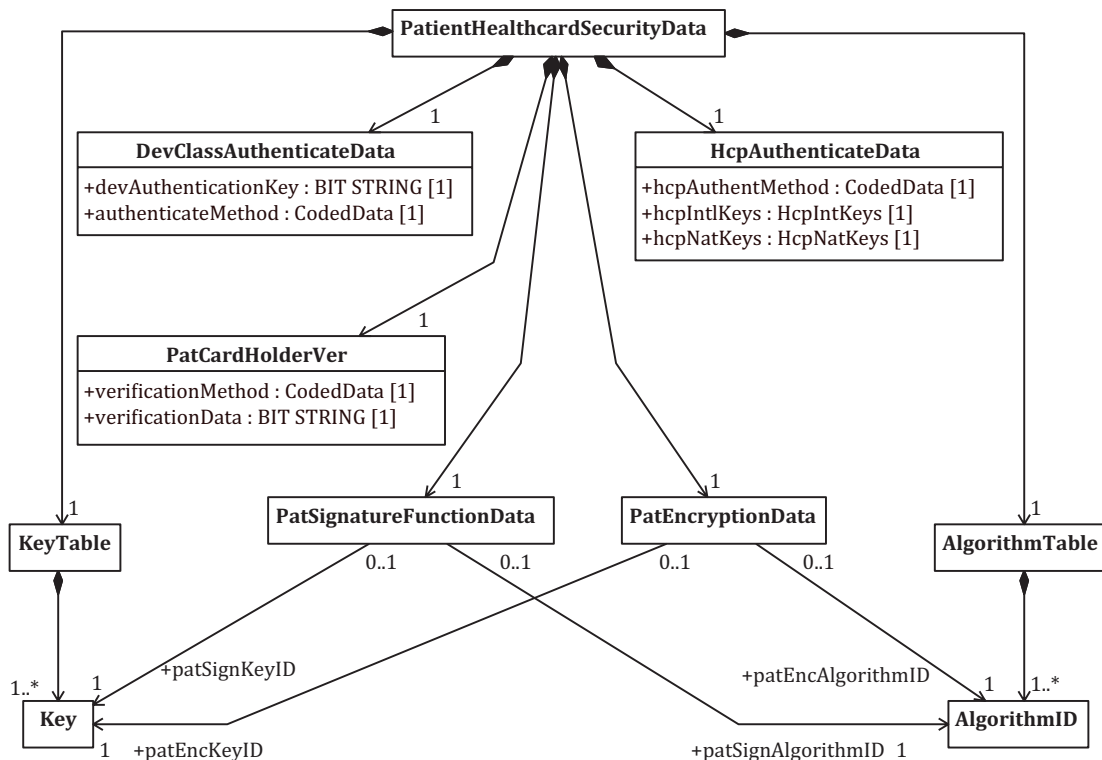 PatientHealthcardSecurityData
1
1
DevClassAuthenticateData
+devAuthenticationKey : BIT STRING [1]
+authenticateMethod : CodedData [1]
HcpAuthenticateData
+hcpAuthentMethod : CodedData [1]
+hcpIntlKeys : HcpIntKeys [1]
+hcpNatKeys : HcpNatKeys [1]
1
PatCardHolderVer
+verificationMethod : CodedData [1]
+verificationData : BIT STRING [1]
1
1
1
1
KeyTable
PatSignatureFunctionData
PatEncryptionData
AlgorithmTable
0..1
0..1
0..1
0..1
+patSignKeyID
+patEncAlgorithmID
1..*
1
1
1..*
Key
AlgorithmID
1
+patEncKeyID
+patSignAlgorithmID
1